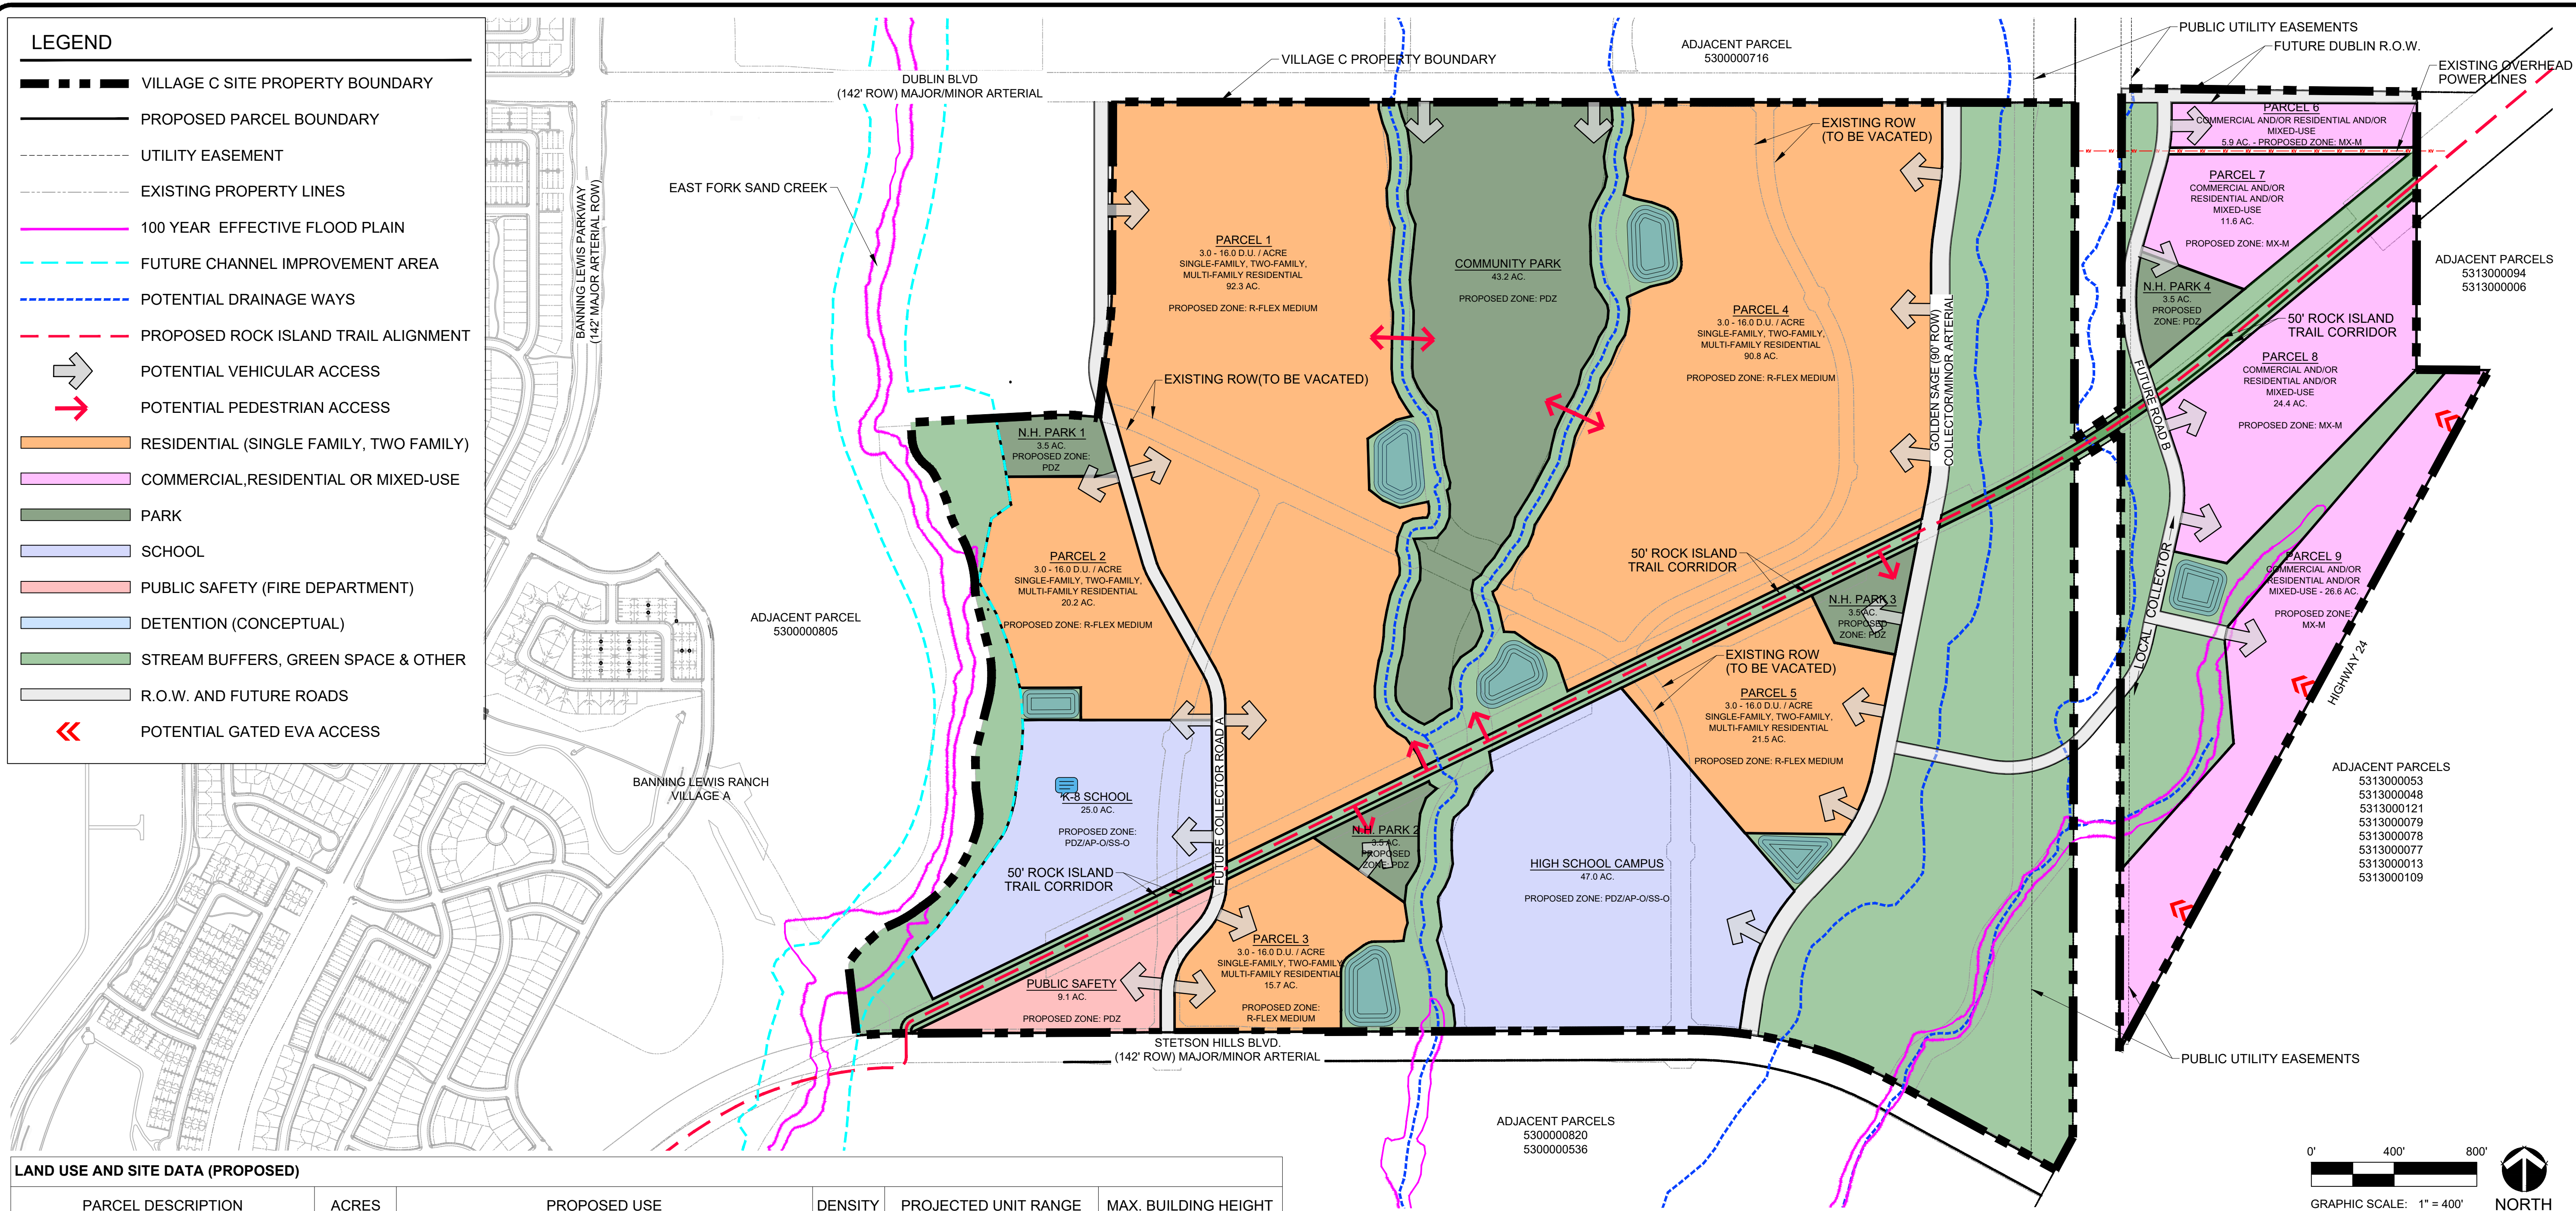 LEGEND
VILLAGE C SITE PROPERTY BOUNDARY
PROPOSED PARCEL BOUNDARY
UTILITY EASEMENT
EXISTING PROPERTY LINES
100 YEAR EFFECTIVE FLOOD PLAIN
FUTURE CHANNEL IMPROVEMENT AREA
POTENTIAL DRAINAGE WAYS
PROPOSED ROCK ISLAND TRAIL ALIGNMENT
POTENTIAL VEHICULAR ACCESS
POTENTIAL PEDESTRIAN ACCESS
RESIDENTIAL (SINGLE FAMILY, TWO FAMILY)
COMMERCIAL,RESIDENTIAL OR MIXED-USE
PARK
SCHOOL
PUBLIC SAFETY (FIRE DEPARTMENT)
DETENTION (CONCEPTUAL)
STREAM BUFFERS, GREEN SPACE & OTHER
R.O.W. AND FUTURE ROADS
POTENTIAL GATED EVA ACCESS
BANNING LEWIS PARKWAY
(142' MAJOR ARTERIAL ROW)
DUBLIN BLVD
(142' ROW) MAJOR/MINOR ARTERIAL
EAST FORK SAND CREEK
VILLAGE C PROPERTY BOUNDARY
ADJACENT PARCEL
5300000716
PUBLIC UTILITY EASEMENTS
FUTURE DUBLIN R.O.W.
EXISTING OVERHEAD
POWER LINES
PARCEL 1
3.0 - 16.0 D.U. / ACRE
SINGLE-FAMILY, TWO-FAMILY,
MULTI-FAMILY RESIDENTIAL
92.3 AC.
PROPOSED ZONE: R-FLEX MEDIUM
COMMUNITY PARK
43.2 AC.
PROPOSED ZONE: PDZ
EXISTING ROW
(TO BE VACATED)
PARCEL 4
3.0 - 16.0 D.U. / ACRE
SINGLE-FAMILY, TWO-FAMILY,
MULTI-FAMILY RESIDENTIAL
90.8 AC.
PROPOSED ZONE: R-FLEX MEDIUM
GOLDEN SAGE (90' ROW)
COLLECTOR/MINOR ARTERIAL
PARCEL 6
COMMERCIAL AND/OR RESIDENTIAL AND/OR
MIXED-USE
5.9 AC. - PROPOSED ZONE: MX-M
PARCEL 7
COMMERCIAL AND/OR
RESIDENTIAL AND/OR
MIXED-USE
11.6 AC.
PROPOSED ZONE: MX-M
N.H. PARK 4
3.5 AC.
PROPOSED
ZONE: PDZ
ADJACENT PARCELS
5313000094
5313000006
50' ROCK ISLAND
TRAIL CORRIDOR
PARCEL 8
COMMERCIAL AND/OR
RESIDENTIAL AND/OR
MIXED-USE
24.4 AC.
PROPOSED ZONE: MX-M
FUTURE ROAD B
LOCAL COLLECTOR
PARCEL 9
COMMERCIAL AND/OR
RESIDENTIAL AND/OR
MIXED-USE - 26.6 AC.
PROPOSED ZONE:
MX-M
HIGHWAY 24
EXISTING ROW(TO BE VACATED)
N.H. PARK 1
3.5 AC.
PROPOSED ZONE:
PDZ
PARCEL 2
3.0 - 16.0 D.U. / ACRE
SINGLE-FAMILY, TWO-FAMILY,
MULTI-FAMILY RESIDENTIAL
20.2 AC.
PROPOSED ZONE: R-FLEX MEDIUM
ADJACENT PARCEL
5300000805
BANNING LEWIS RANCH
VILLAGE A
K-8 SCHOOL
25.0 AC.
PROPOSED ZONE:
PDZ/AP-O/SS-O
FUTURE COLLECTOR ROAD A
50' ROCK ISLAND
TRAIL CORRIDOR
50' ROCK ISLAND
TRAIL CORRIDOR
N.H. PARK 3
3.5 AC.
PROPOSED
ZONE: PDZ
EXISTING ROW
(TO BE VACATED)
PARCEL 5
3.0 - 16.0 D.U. / ACRE
SINGLE-FAMILY, TWO-FAMILY,
MULTI-FAMILY RESIDENTIAL
21.5 AC.
PROPOSED ZONE: R-FLEX MEDIUM
N.H. PARK 2
3.5 AC.
PROPOSED
ZONE: PDZ
HIGH SCHOOL CAMPUS
47.0 AC.
PROPOSED ZONE: PDZ/AP-O/SS-O
PARCEL 3
3.0 - 16.0 D.U. / ACRE
SINGLE-FAMILY, TWO-FAMILY
MULTI-FAMILY RESIDENTIAL
15.7 AC.
PROPOSED ZONE:
R-FLEX MEDIUM
PUBLIC SAFETY
9.1 AC.
PROPOSED ZONE: PDZ
STETSON HILLS BLVD.
(142' ROW) MAJOR/MINOR ARTERIAL
ADJACENT PARCELS
5313000053
5313000048
5313000121
5313000079
5313000078
5313000077
5313000013
5313000109
PUBLIC UTILITY EASEMENTS
ADJACENT PARCELS
5300000820
5300000536
0' 400' 800'
GRAPHIC SCALE: 1" = 400'
NORTH
LAND USE AND SITE DATA (PROPOSED)
PARCEL DESCRIPTION ACRES PROPOSED USE DENSITY PROJECTED UNIT RANGE MAX. BUILDING HEIGHT